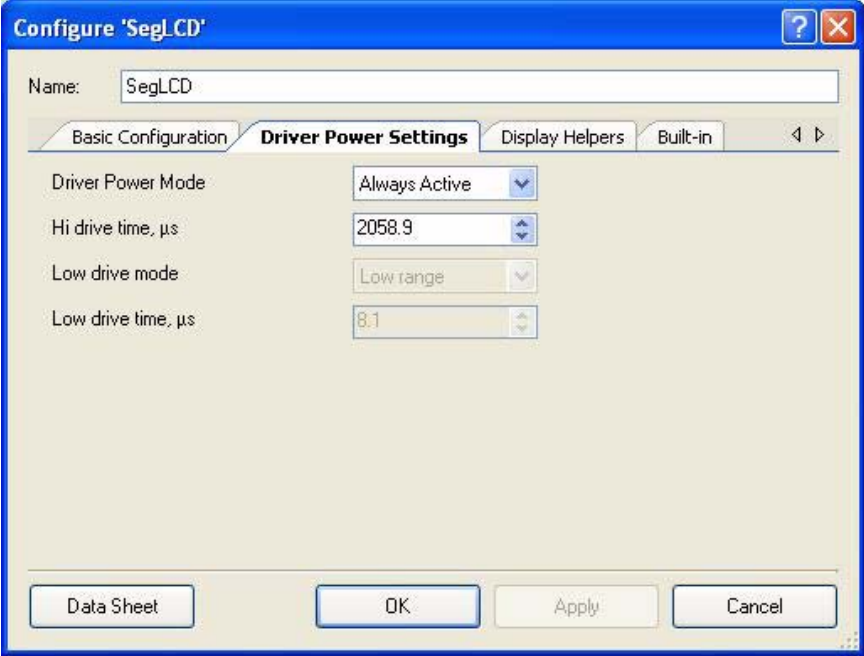 Configure 'SegLCD'
?
Name: SegLCD
Basic Configuration Driver Power Settings Display Helpers Built-in
Driver Power Mode Always Active
Hi drive time, µs 2058.9
Low drive mode Low range
Low drive time, µs 8.1
Data Sheet OK Apply Cancel